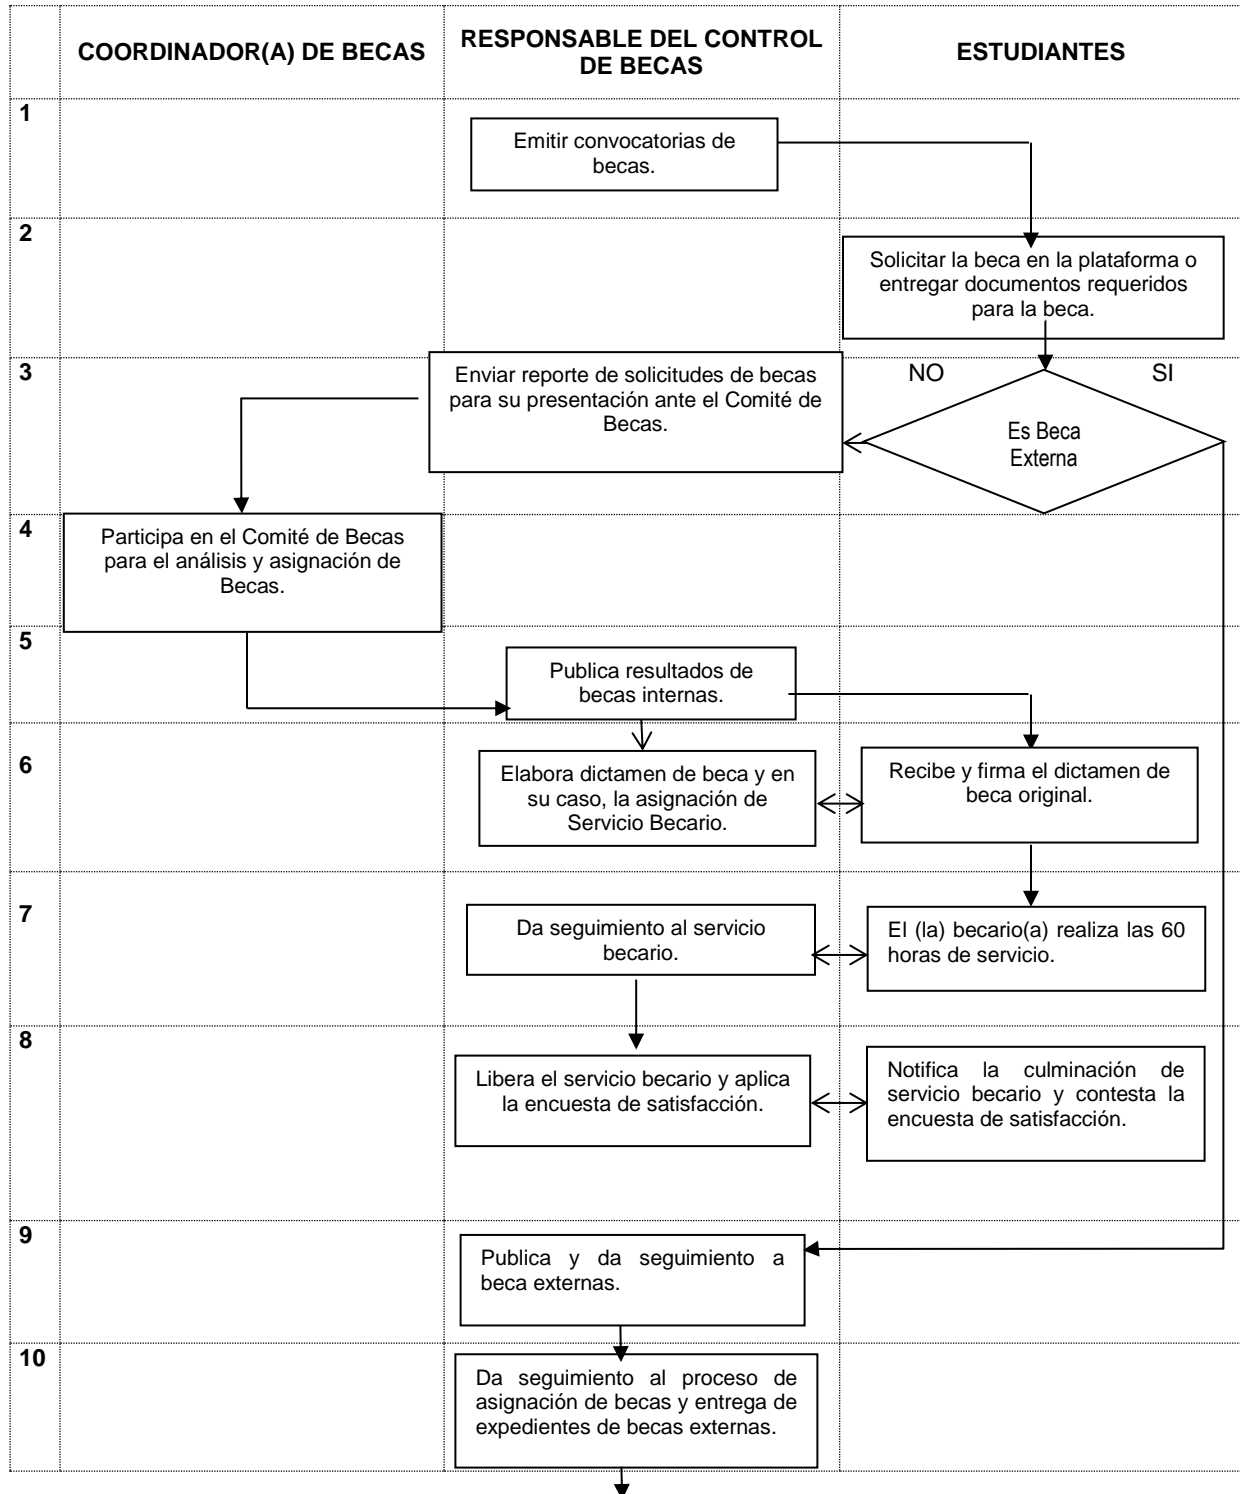 COORDINADOR(A) DE BECAS
RESPONSABLE DEL CONTROL
DE BECAS
ESTUDIANTES
1
Emitir convocatorias de
becas.
2
Solicitar la beca en la plataforma o
entregar documentos requeridos
para la beca.
3
Enviar reporte de solicitudes de becas
para su presentación ante el Comité de
Becas.
NO
SI
Es Beca
Externa
4
Participa en el Comité de Becas
para el análisis y asignación de
Becas.
5
Publica resultados de
becas internas.
6
Elabora dictamen de beca y en
su caso, la asignación de
Servicio Becario.
Recibe y firma el dictamen de
beca original.
7
Da seguimiento al servicio
becario.
El (la) becario(a) realiza las 60
horas de servicio.
8
Libera el servicio becario y aplica
la encuesta de satisfacción.
Notifica la culminación de
servicio becario y contesta la
encuesta de satisfacción.
9
Publica y da seguimiento a
beca externas.
10
Da seguimiento al proceso de
asignación de becas y entrega de
expedientes de becas externas.